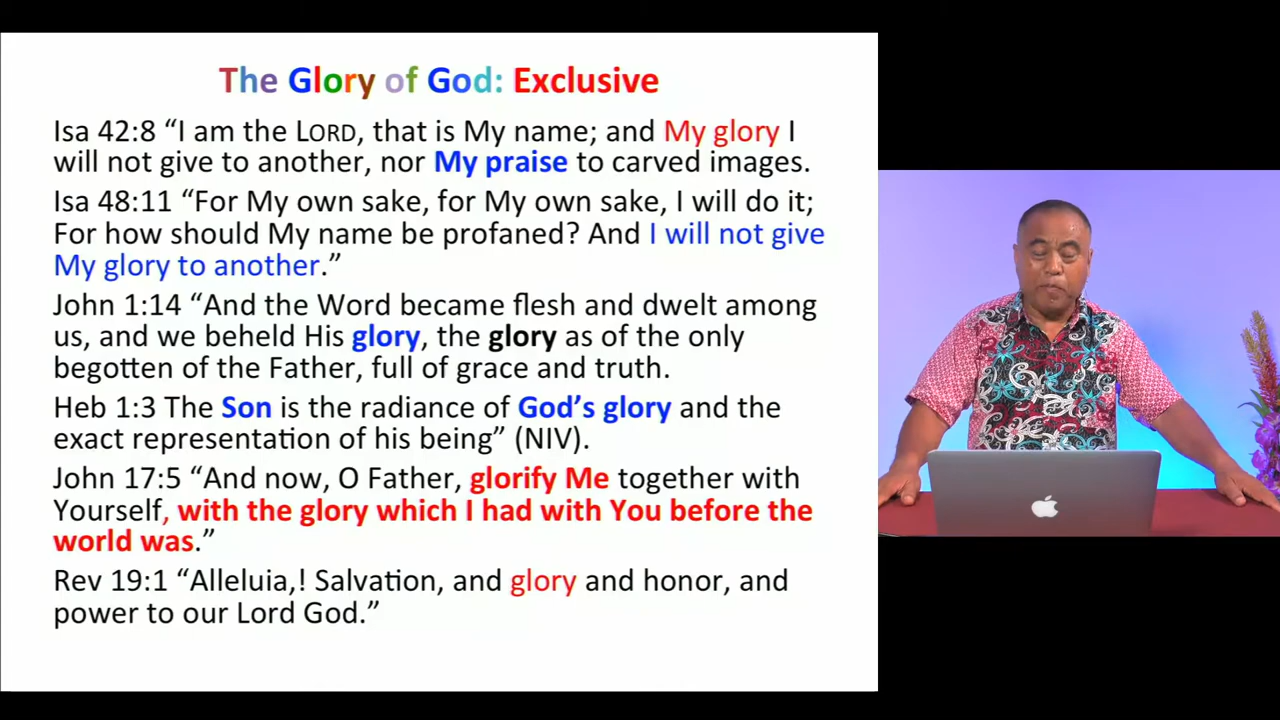 The Glory of God: Exclusive
Isa 42:8 “I am the LORD, that is My name; and My glory I
will not give to another, nor My praise to carved images.
Isa 48:11 “For My own sake, for My own sake, I will do it;
For how should My name be profaned? And I will not give
My glory to another.”
John 1:14 “And the Word became flesh and dwelt among
us, and we beheld His glory, the glory as of the only
begotten of the Father, full of grace and truth.
Heb 1:3 The Son is the radiance of God’s glory and the
exact representation of his being” (NIV).
John 17:5 “And now, O Father, glorify Me together with
Yourself, with the glory which I had with You before the
world was.”
Rev 19:1 “Alleluia,! Salvation, and glory and honor, and
power to our Lord God.”